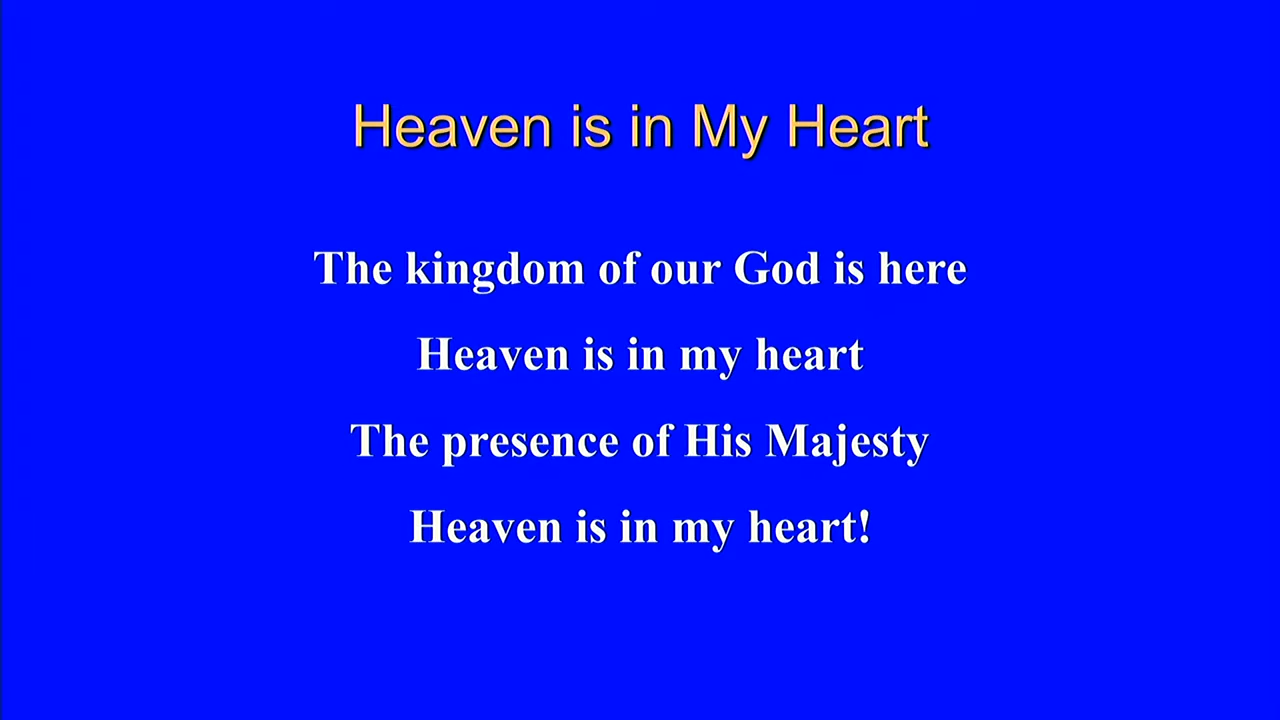 Heaven is in My Heart
The kingdom of our God is here
Heaven is in my heart
The presence of His Majesty
Heaven is in my heart!